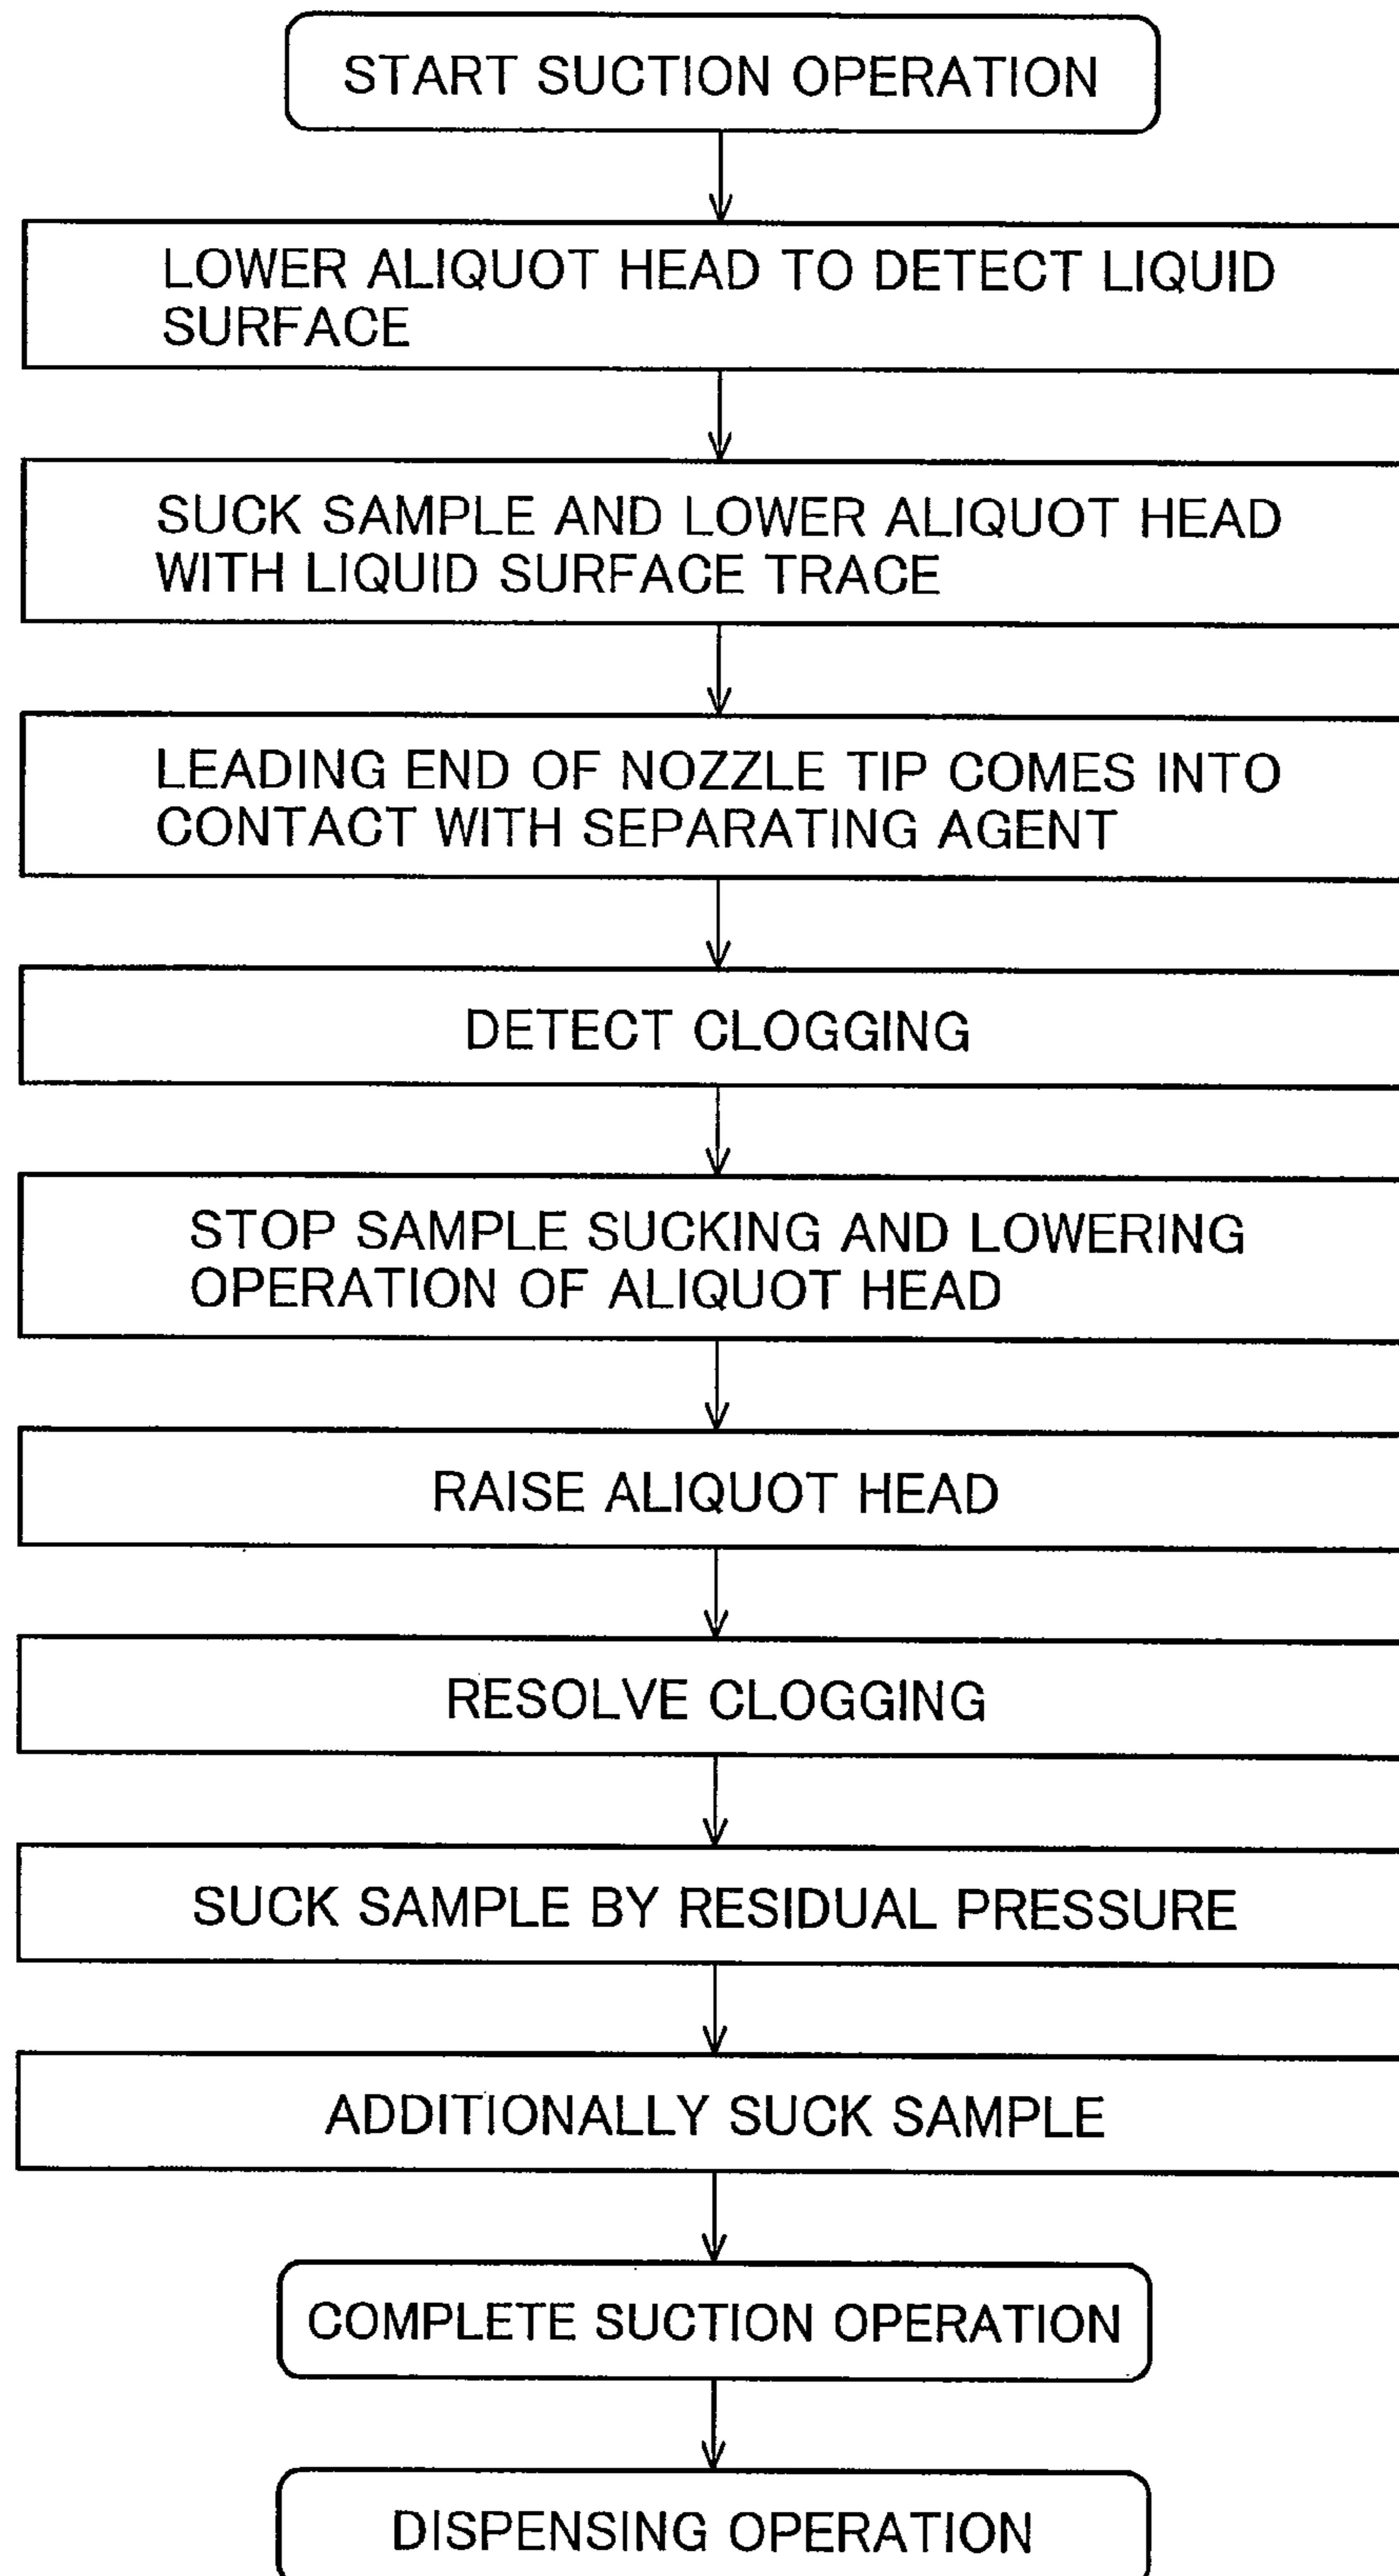 START SUCTION OPERATION
LOWER ALIQUOT HEAD TO DETECT LIQUID
SURFACE
SUCK SAMPLE AND LOWER ALIQUOT HEAD
WITH LIQUID SURFACE TRACE
LEADING END OF NOZZLE TIP COMES INTO
CONTACT WITH SEPARATING AGENT
DETECT CLOGGING
STOP SAMPLE SUCKING AND LOWERING
OPERATION OF ALIQUOT HEAD
RAISE ALIQUOT HEAD
RESOLVE CLOGGING
SUCK SAMPLE BY RESIDUAL PRESSURE
ADDITIONALLY SUCK SAMPLE
COMPLETE SUCTION OPERATION
DISPENSING OPERATION